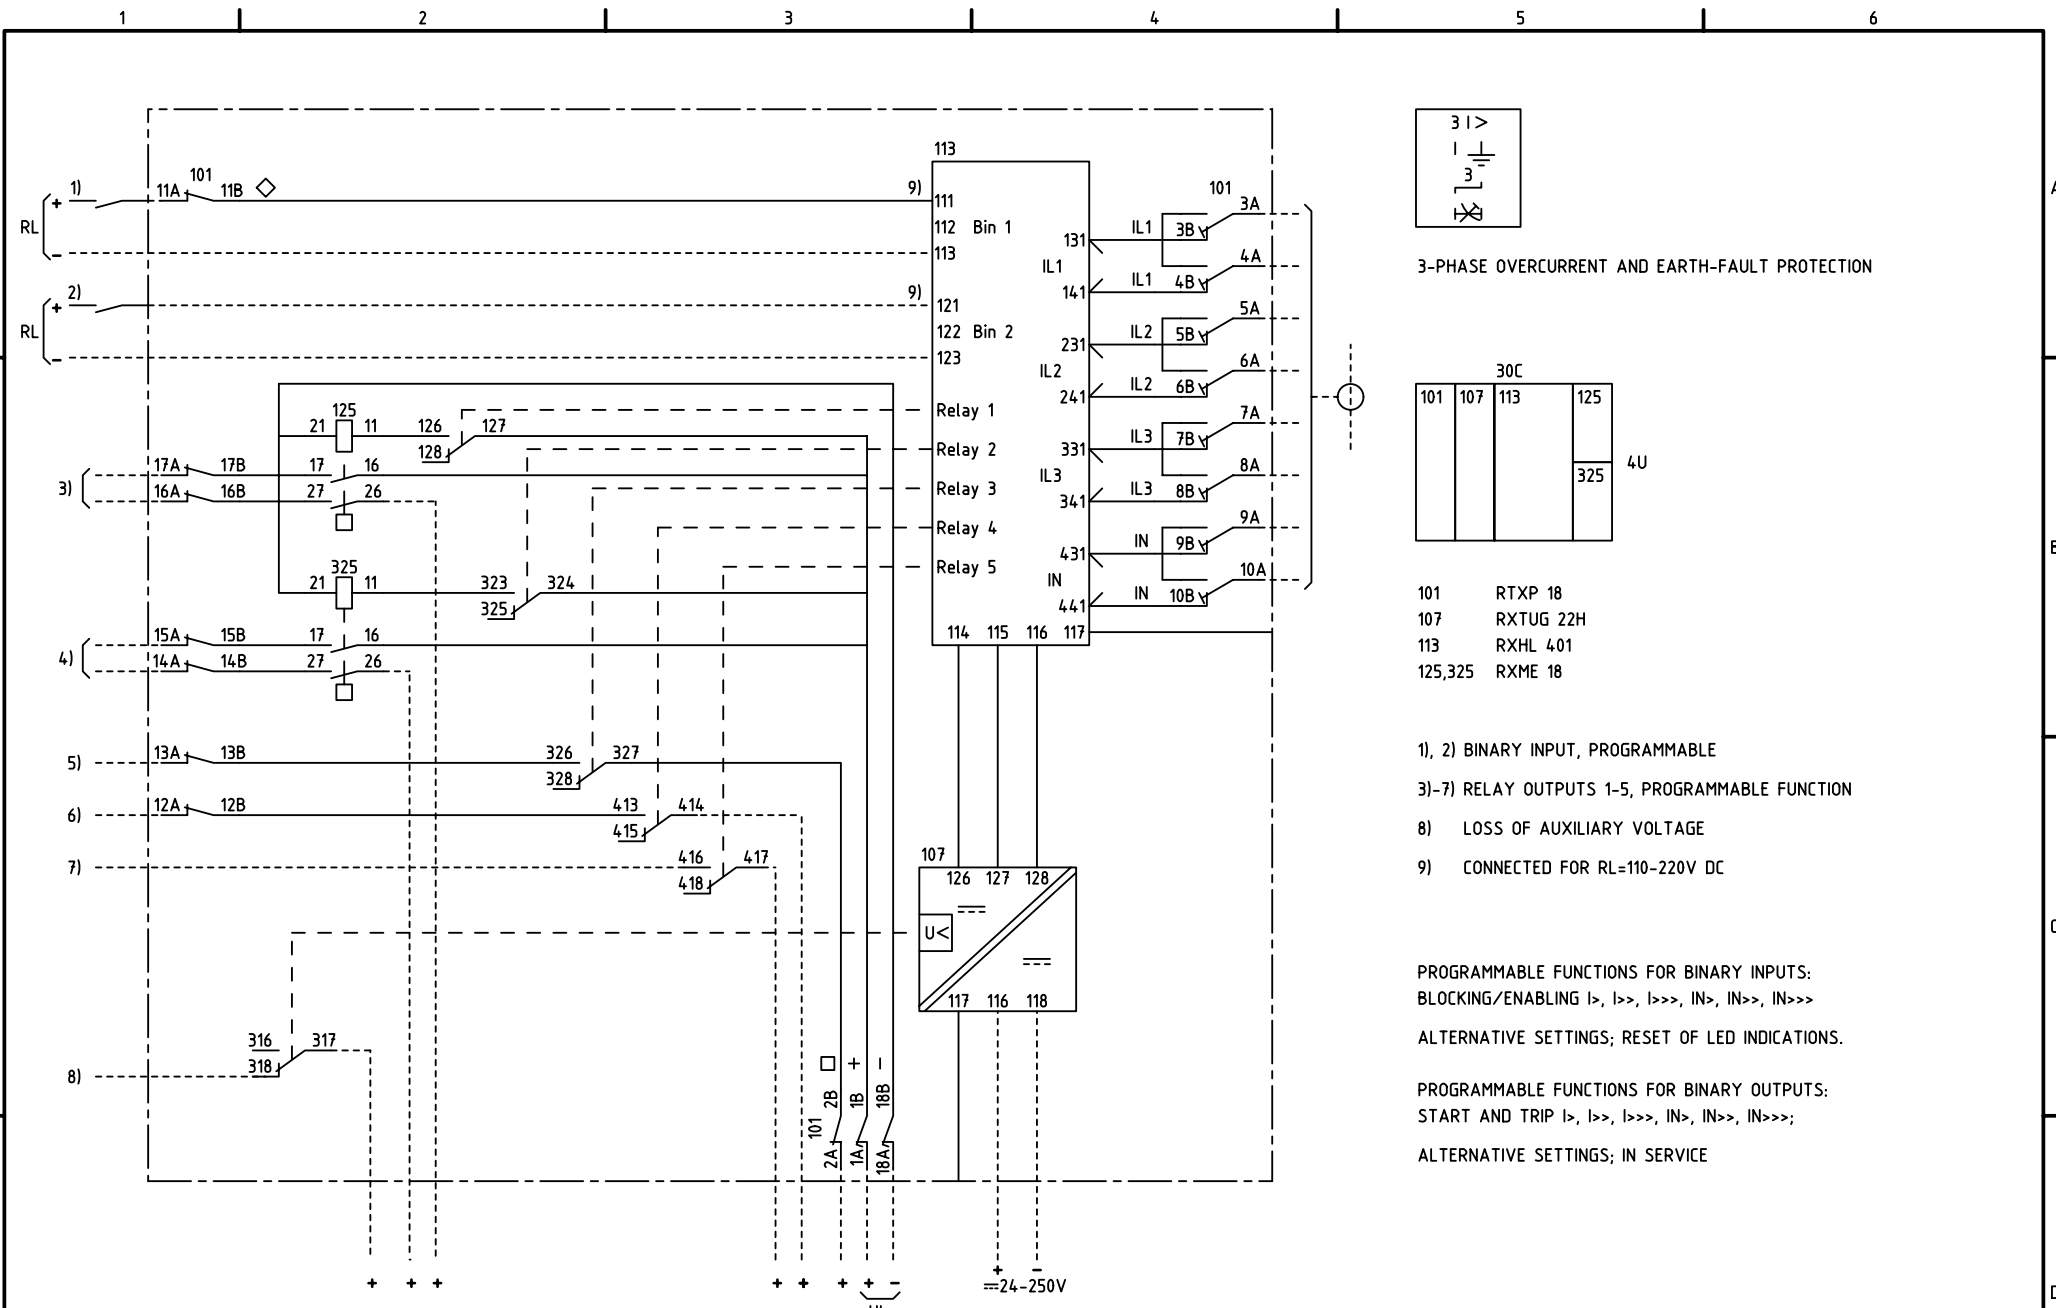 1 2 3 4 5 6
113
3 I>
101
1) 11A 11B 9) 101 3A
+ 111
RL 112 Bin 1 IL1 3B
- 113 131
IL1 4A
3-PHASE OVERCURRENT AND EARTH-FAULT PROTECTION
IL1 4B
141
2) 9) 5A
+ 121
RL 122 Bin 2 IL2 5B
- 123 231
IL2 6A
30C
IL2 6B
241
101 107 113 125
125 Relay 1 7A
21 11 126 127
128 Relay 2 IL3 7B
331
17A 17B 17 16 IL3 8A
4U
325
3) 16A 16B 27 26 Relay 3 IL3 8B
341
Relay 4 9A
IN 9B
431
325 Relay 5 IN 10A
21 11 323 324
325 IN 10B
441
101 RTXP 18
107 RXTUG 22H
113 RXHL 401
125,325 RXME 18
15A 15B 17 16 114 115 116 117
4) 14A 14B 27 26
1), 2) BINARY INPUT, PROGRAMMABLE
3)-7) RELAY OUTPUTS 1-5, PROGRAMMABLE FUNCTION
8) LOSS OF AUXILIARY VOLTAGE
9) CONNECTED FOR RL=110-220V DC
5) 13A 13B 326 327
328
6) 12A 12B 413 414
415
7) 416 417
418
107
126 127 128
U<
117 116 118
PROGRAMMABLE FUNCTIONS FOR BINARY INPUTS:
BLOCKING/ENABLING I>, I>>, I>>>, IN>, IN>>, IN>>>
ALTERNATIVE SETTINGS; RESET OF LED INDICATIONS.
PROGRAMMABLE FUNCTIONS FOR BINARY OUTPUTS:
START AND TRIP I>, I>>, I>>>, IN>, IN>>, IN>>>;
ALTERNATIVE SETTINGS; IN SERVICE
316 317
8) 318
+ -
101 2B 1B 18B
2A 1A 18A
+ + + + + + + - + -
24-250V